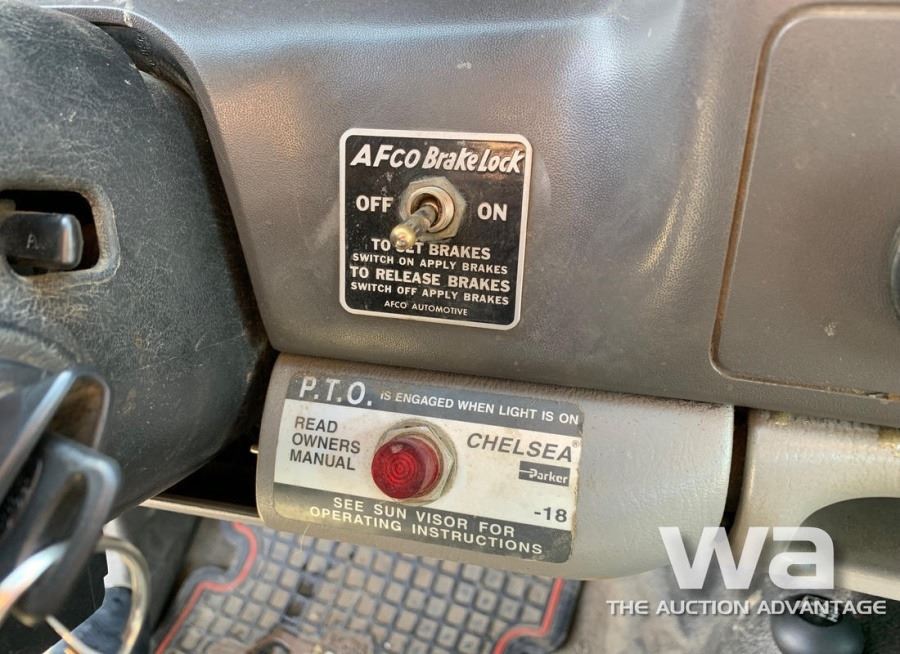 AFCO BrakeLock
OFF ON
TO SET BRAKES
SWITCH ON APPLY BRAKES
TO RELEASE BRAKES
SWITCH OFF APPLY BRAKES
AFCO AUTOMOTIVE
P.T.O. IS ENGAGED WHEN LIGHT IS ON
READ
OWNERS
MANUAL
CHELSEA®
Parker
-18
SEE SUN VISOR FOR
OPERATING INSTRUCTIONS
wa
THE AUCTION ADVANTAGE